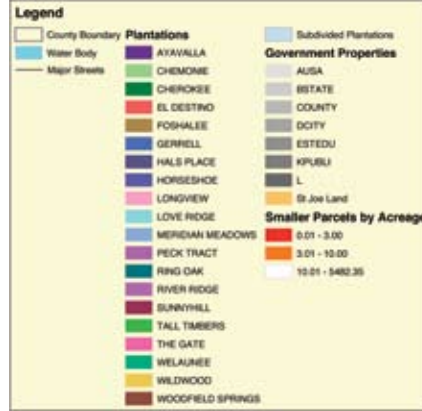 Legend
County Boundary
Water Body
Major Streets
Plantations
AYAVALLA
CHEMONIE
CHEROKEE
EL DESTINO
FOSHALEE
GERRELL
HALS PLACE
HORSESHOE
LONGVIEW
LOVE RIDGE
MERIDIAN MEADOWS
PECK TRACT
RING OAK
RIVER RIDGE
SUNNYHILL
TALL TIMBERS
THE GATE
WELAUNEE
WILDWOOD
WOODFIELD SPRINGS
Subdivided Plantations
Government Properties
AUSA
BSTATE
COUNTY
DCITY
ESTEDU
KPUBLI
L
St Joe Land
Smaller Parcels by Acreage
0.01 - 3.00
3.01 - 10.00
10.01 - 5482.35